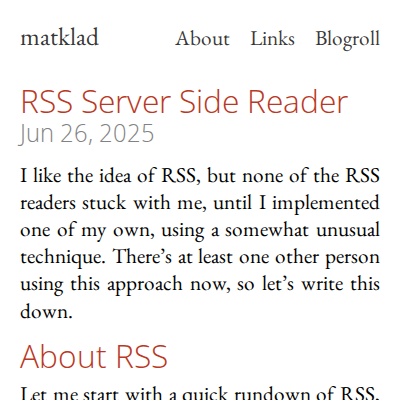 matklad About Links Blogroll
RSS Server Side Reader
Jun 26, 2025
I like the idea of RSS, but none of the RSS
readers stuck with me, until I implemented
one of my own, using a somewhat unusual
technique. There’s at least one other person
using this approach now, so let’s write this
down.
About RSS
Let me start with a quick rundown of RSS,